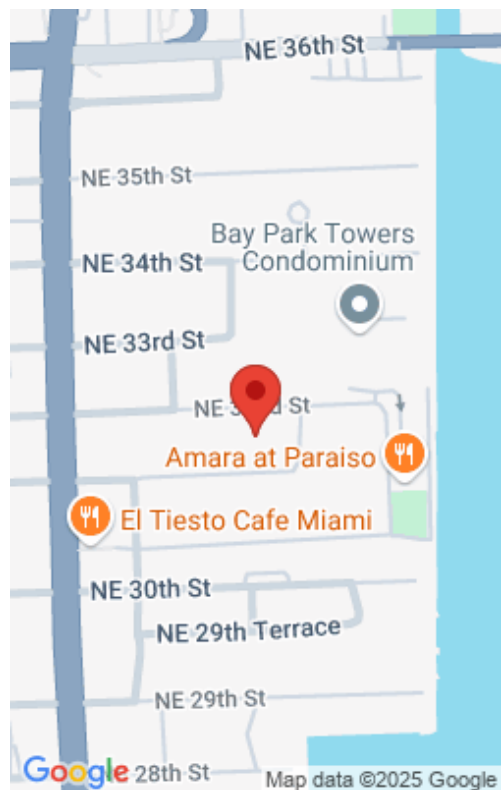 NE 36th St
NE 35th St
Bay Park Towers
Condominium
NE 34th St
NE 33rd St
NE St
Amara at Paraiso
El Tiesto Cafe Miami
NE 30th St
NE 29th Terrace
NE 29th St
Google
28th St
Map data ©2025 Google